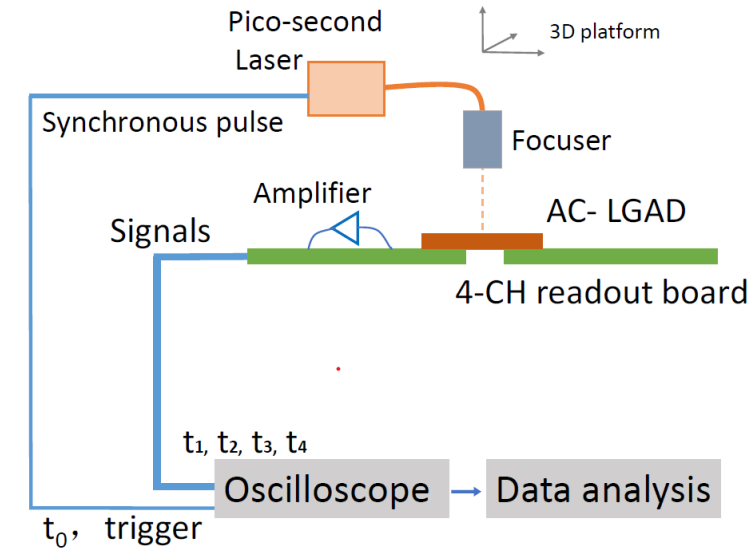 Pico-second
Laser
3D platform
Synchronous pulse
Focuser
Amplifier
AC- LGAD
Signals
4-CH readout board
t₁, t₂, t₃, t₄
Oscilloscope
Data analysis
t₀，trigger